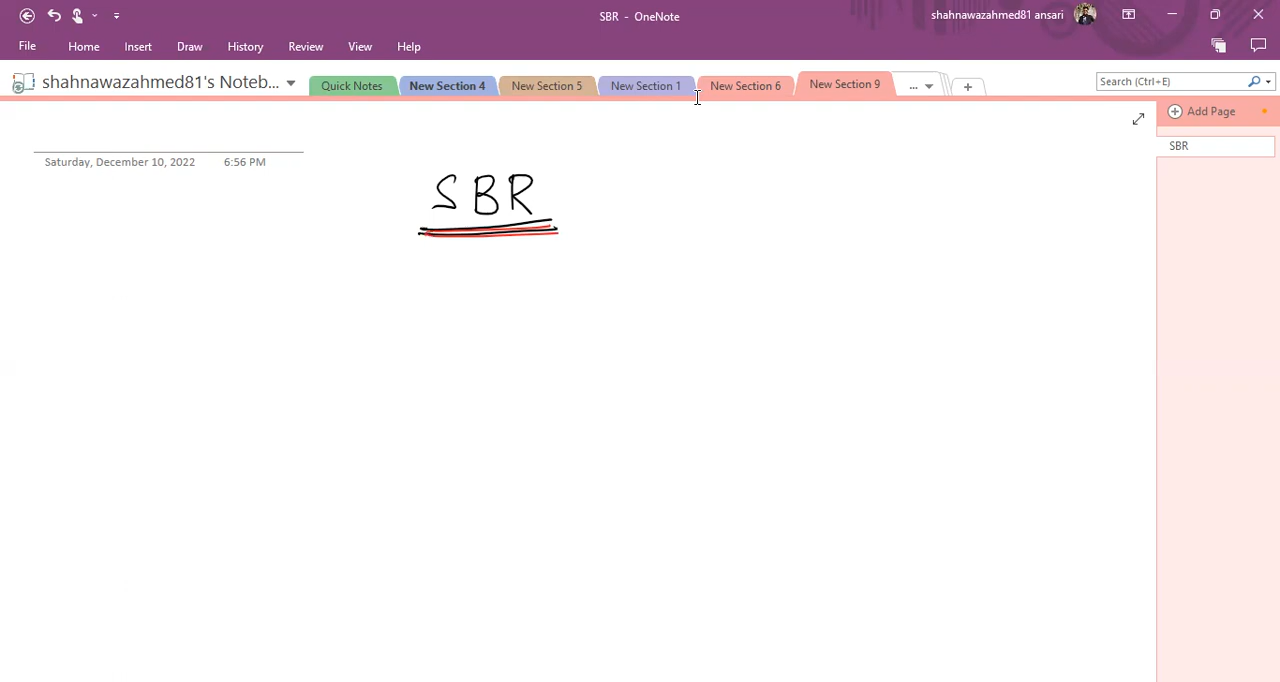 SBR - OneNote
shahnawazahmed81 ansari
File Home Insert Draw History Review View Help
shahnawazahmed81's Noteb...
Quick Notes
New Section 4
New Section 5
New Section 1
New Section 6
New Section 9
...
+
Search (Ctrl+E)
Add Page
SBR
Saturday, December 10, 2022 6:56 PM
SBR